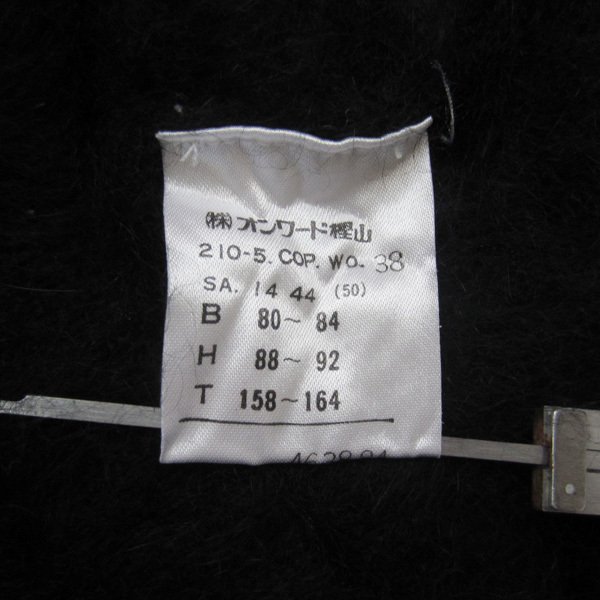 (株)オンワード樫山
210-5. COP. WO. 38
SA. 14 44 (50)
B 80～84
H 88～92
T 158～164